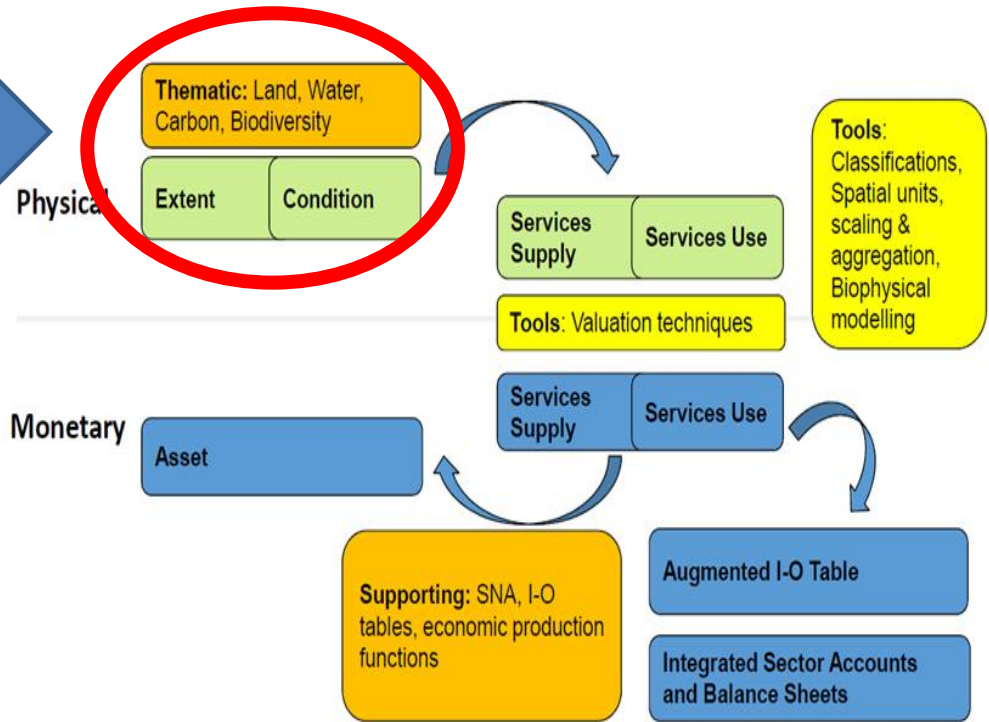 Thematic: Land, Water,
Carbon, Biodiversity
Physical
Extent
Condition
Services
Supply
Services Use
Tools:
Classifications,
Spatial units,
scaling &
aggregation,
Biophysical
modelling
Tools: Valuation techniques
Monetary
Asset
Services
Supply
Services Use
Supporting: SNA, I-O
tables, economic production
functions
Augmented I-O Table
Integrated Sector Accounts
and Balance Sheets